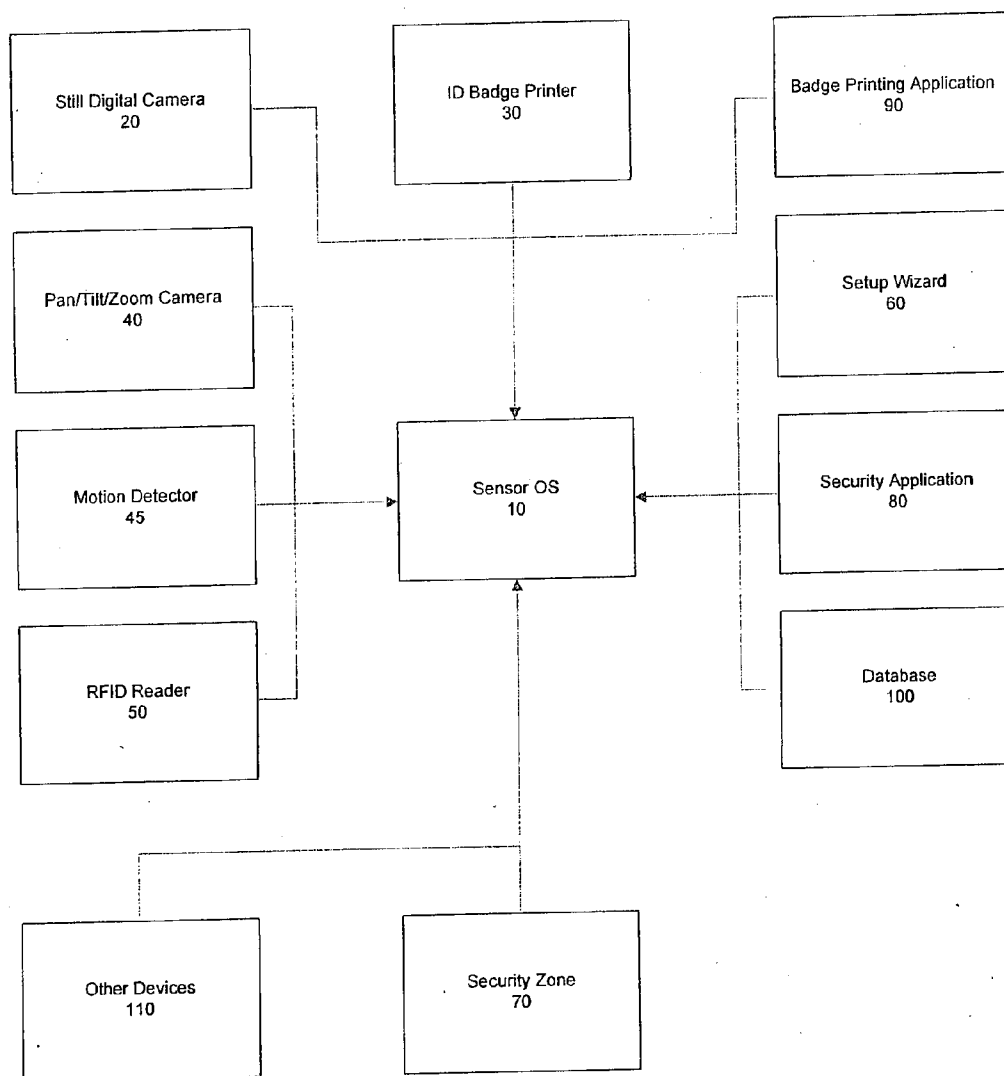 Still Digital Camera
20
ID Badge Printer
30
Badge Printing Application
90
Pan/Tilt/Zoom Camera
40
Setup Wizard
60
Motion Detector
45
Sensor OS
10
Security Application
80
RFID Reader
50
Database
100
Other Devices
110
Security Zone
70